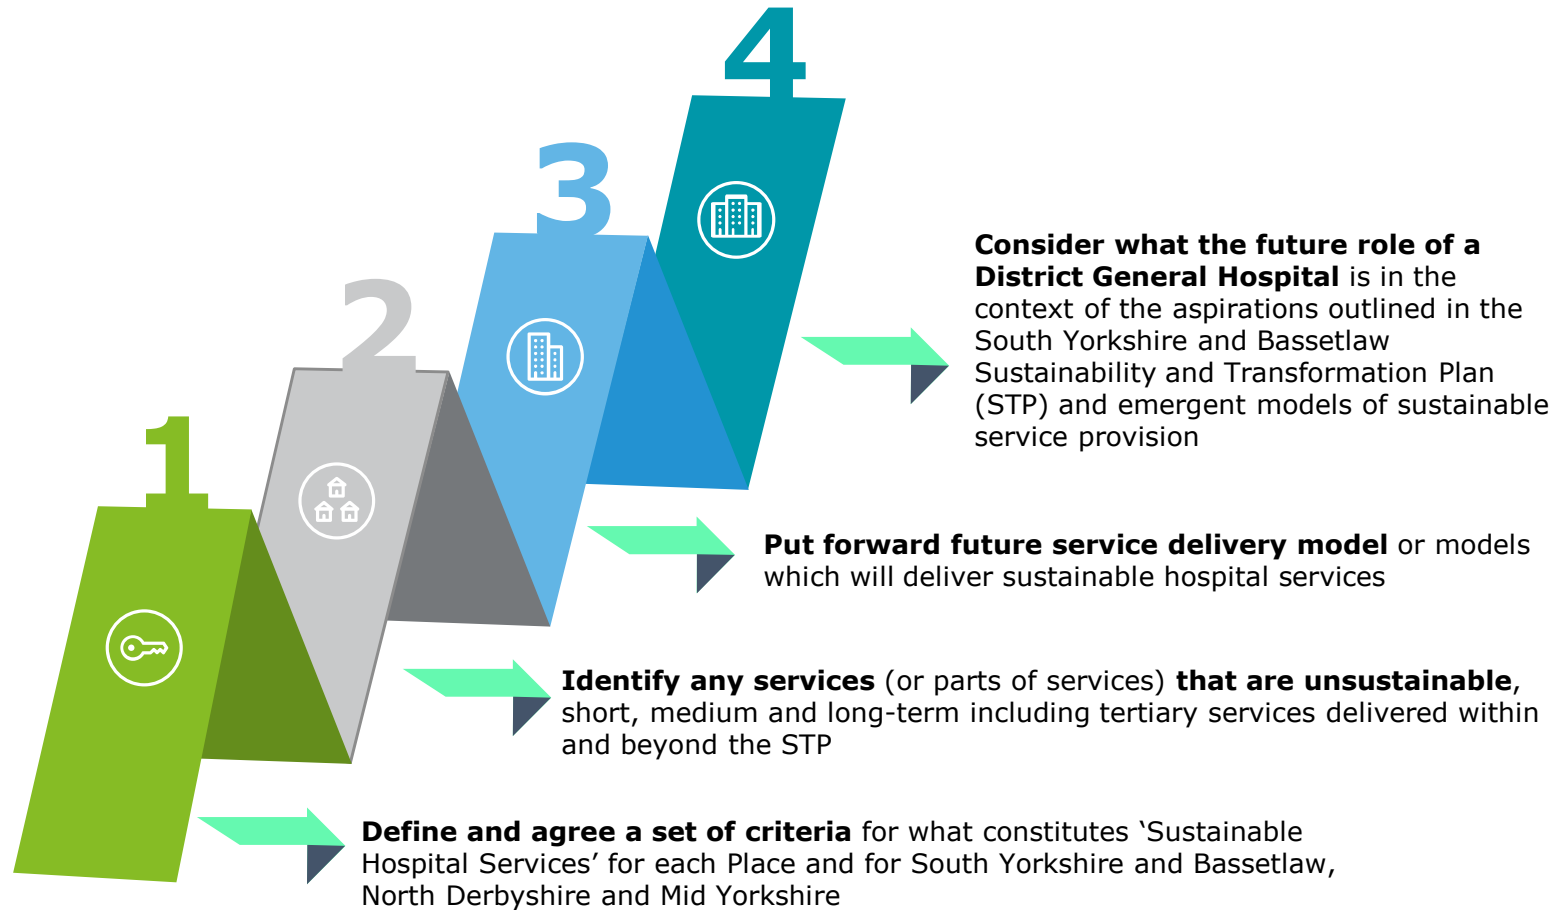 4
Consider what the future role of a
District General Hospital is in the
context of the aspirations outlined in the
South Yorkshire and Bassetlaw
Sustainability and Transformation Plan
(STP) and emergent models of sustainable
service provision
3
Put forward future service delivery model or models
which will deliver sustainable hospital services
2
Identify any services (or parts of services) that are unsustainable,
short, medium and long-term including tertiary services delivered within
and beyond the STP
1
Define and agree a set of criteria for what constitutes ‘Sustainable
Hospital Services’ for each Place and for South Yorkshire and Bassetlaw,
North Derbyshire and Mid Yorkshire